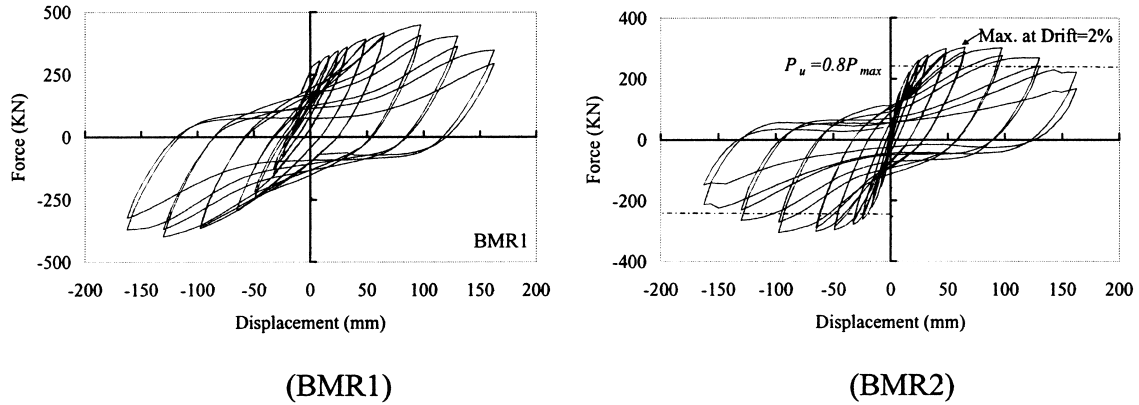 500
250
0
-250
-500
Force (KN)
-200 -150 -100 -50 0 50 100 150 200
Displacement (mm)
BMR1
(BMR1)
400
200
0
-200
-400
Force (KN)
-200 -150 -100 -50 0 50 100 150 200
Displacement (mm)
Max. at Drift=2%
P_u =0.8P_max
(BMR2)